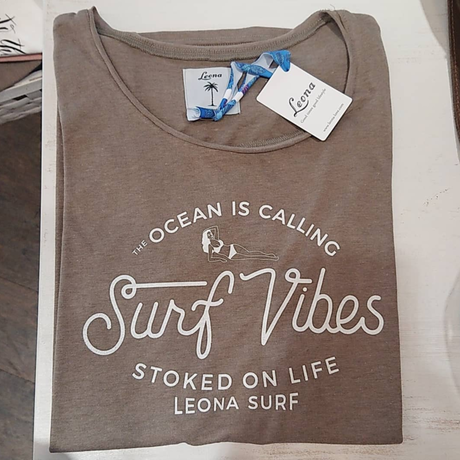 Leona
Leona
THE OCEAN IS CALLING
Surf Vibes
STOKED ON LIFE
LEONA SURF